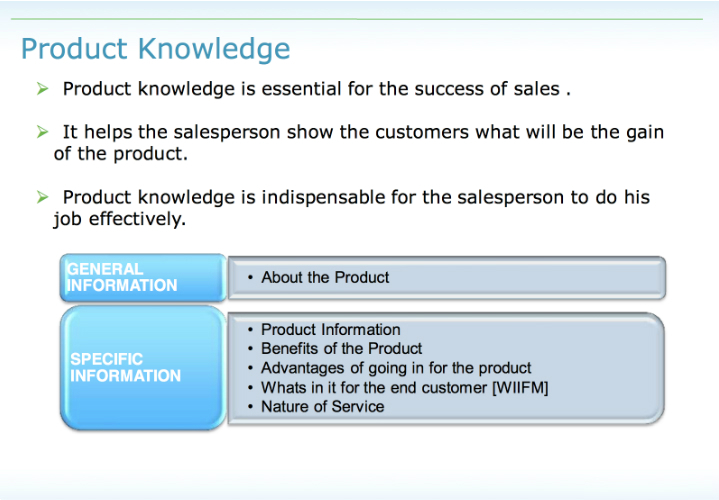 Product Knowledge
Product knowledge is essential for the success of sales .
It helps the salesperson show the customers what will be the gain
of the product.
Product knowledge is indispensable for the salesperson to do his
job effectively.
GENERAL
INFORMATION
• About the Product
SPECIFIC
INFORMATION
• Product Information
• Benefits of the Product
• Advantages of going in for the product
• Whats in it for the end customer [WIIFM]
• Nature of Service